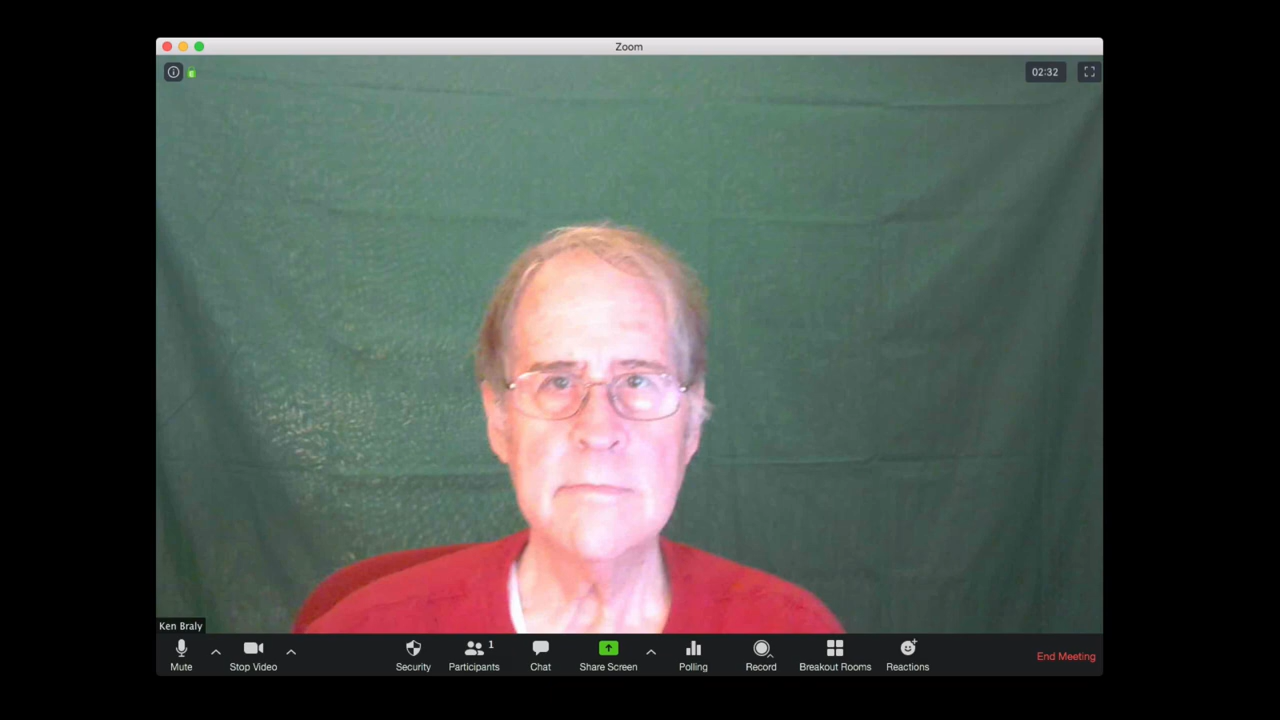 Zoom
02:32
Ken Braly
Mute
Stop Video
Security
Participants
1
Chat
Share Screen
Polling
Record
Breakout Rooms
Reactions
End Meeting